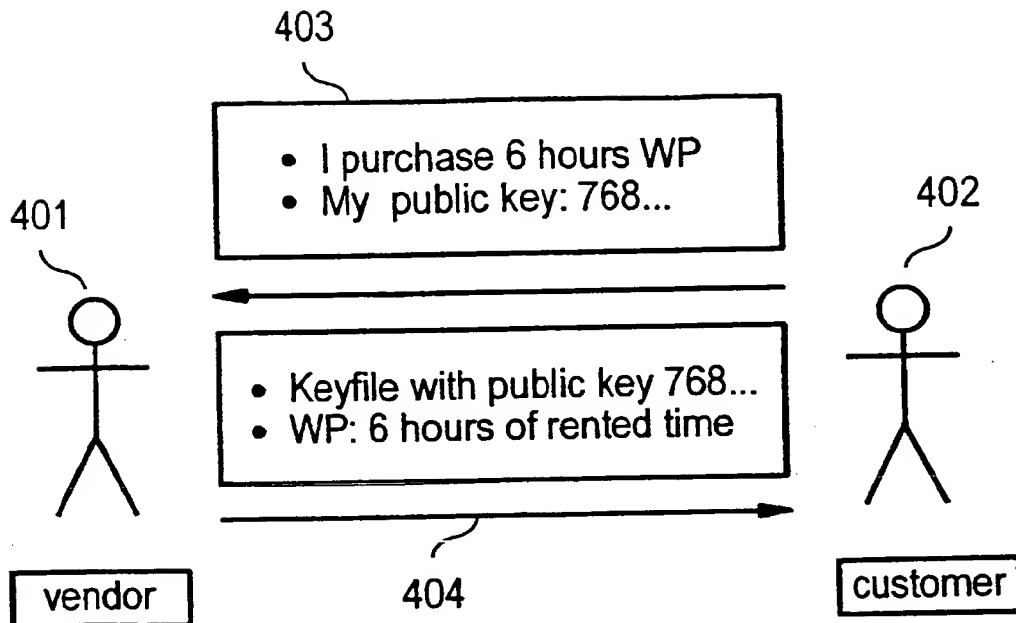 403
• I purchase 6 hours WP
• My public key: 768...
401
402
• Keyfile with public key 768...
• WP: 6 hours of rented time
404
vendor
customer